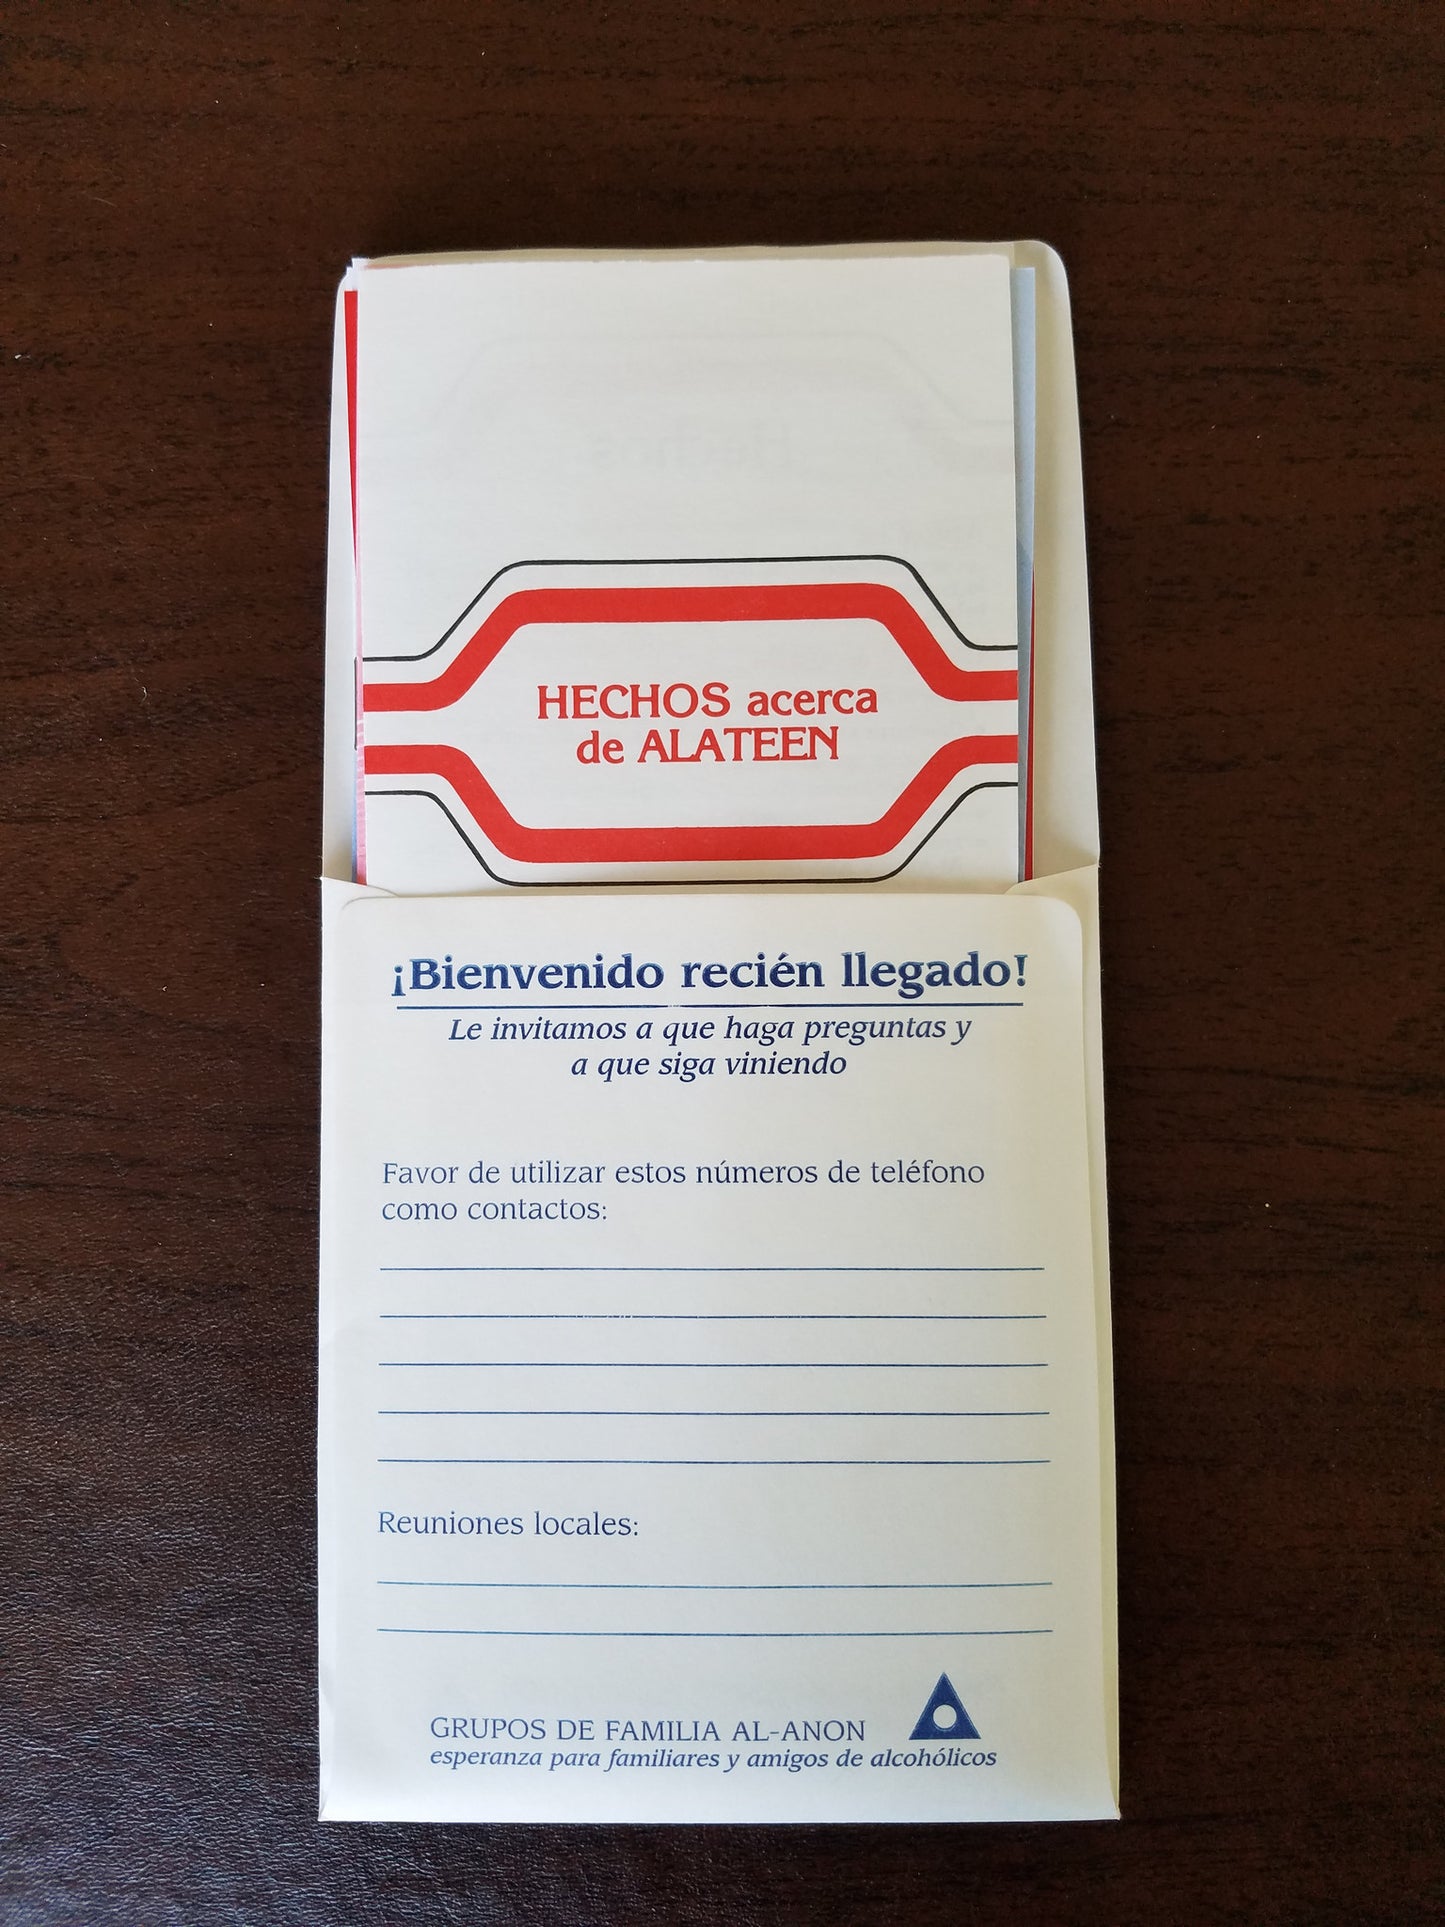 HECHOS acerca
de ALATEEN
¡Bienvenido recién llegado!
Le invitamos a que haga preguntas y
a que siga viniendo
Favor de utilizar estos números de teléfono
como contactos:
Reuniones locales:
GRUPOS DE FAMILIA AL-ANON
esperanza para familiares y amigos de alcohólicos